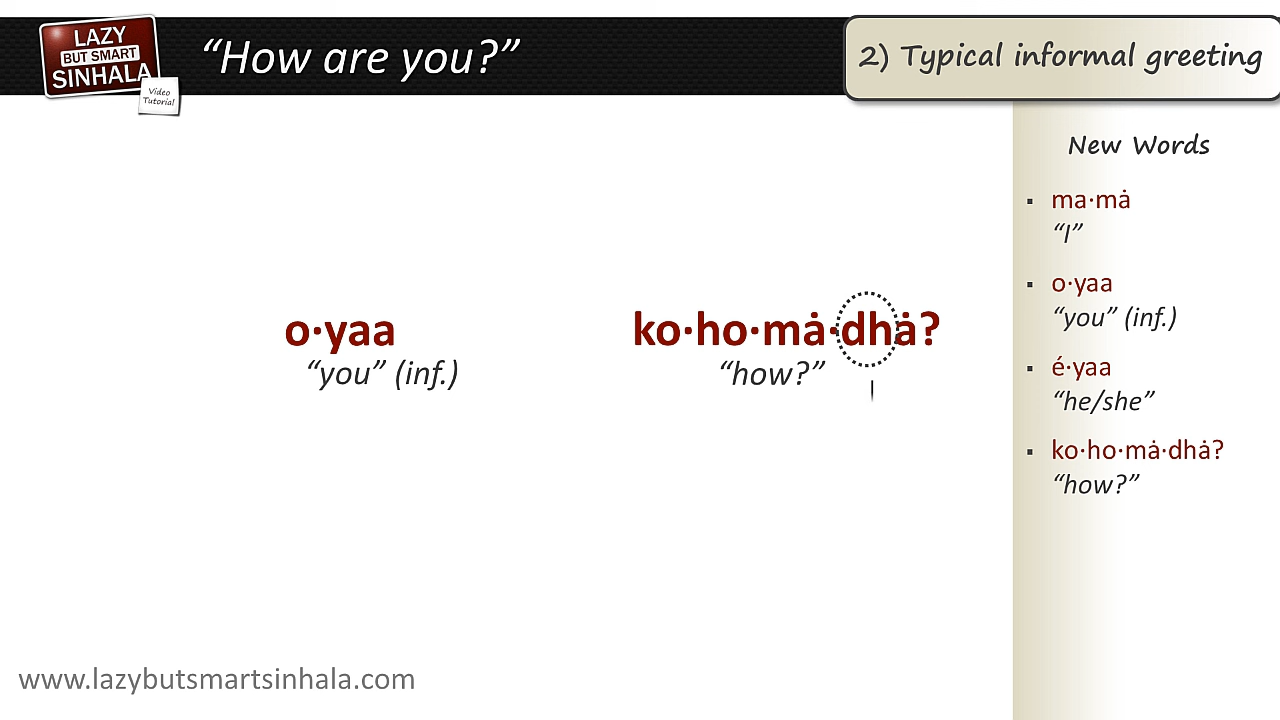 LAZY
BUT SMART
SINHALA
Video
Tutorial
“How are you?”
2) Typical informal greeting
o·yaa
“you” (inf.)
ko·ho·mȧ·dhȧ?
“how?”
New Words
▪ ma·mȧ
“I”
▪ o·yaa
“you” (inf.)
▪ é·yaa
“he/she”
▪ ko·ho·mȧ·dhȧ?
“how?”
www.lazybutsmartsinhala.com